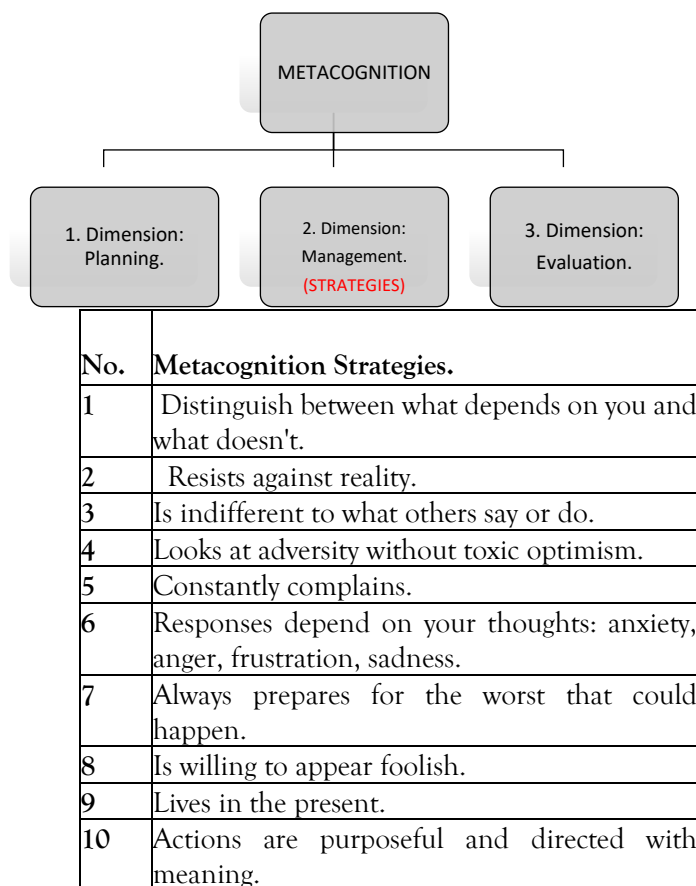 METACOGNITION
1. Dimension:
Planning.
2. Dimension:
Management.
(STRATEGIES)
3. Dimension:
Evaluation.
No. Metacognition Strategies.
1 Distinguish between what depends on you and
what doesn't.
2 Resists against reality.
3 Is indifferent to what others say or do.
4 Looks at adversity without toxic optimism.
5 Constantly complains.
6 Responses depend on your thoughts: anxiety,
anger, frustration, sadness.
7 Always prepares for the worst that could
happen.
8 Is willing to appear foolish.
9 Lives in the present.
10 Actions are purposeful and directed with
meaning.